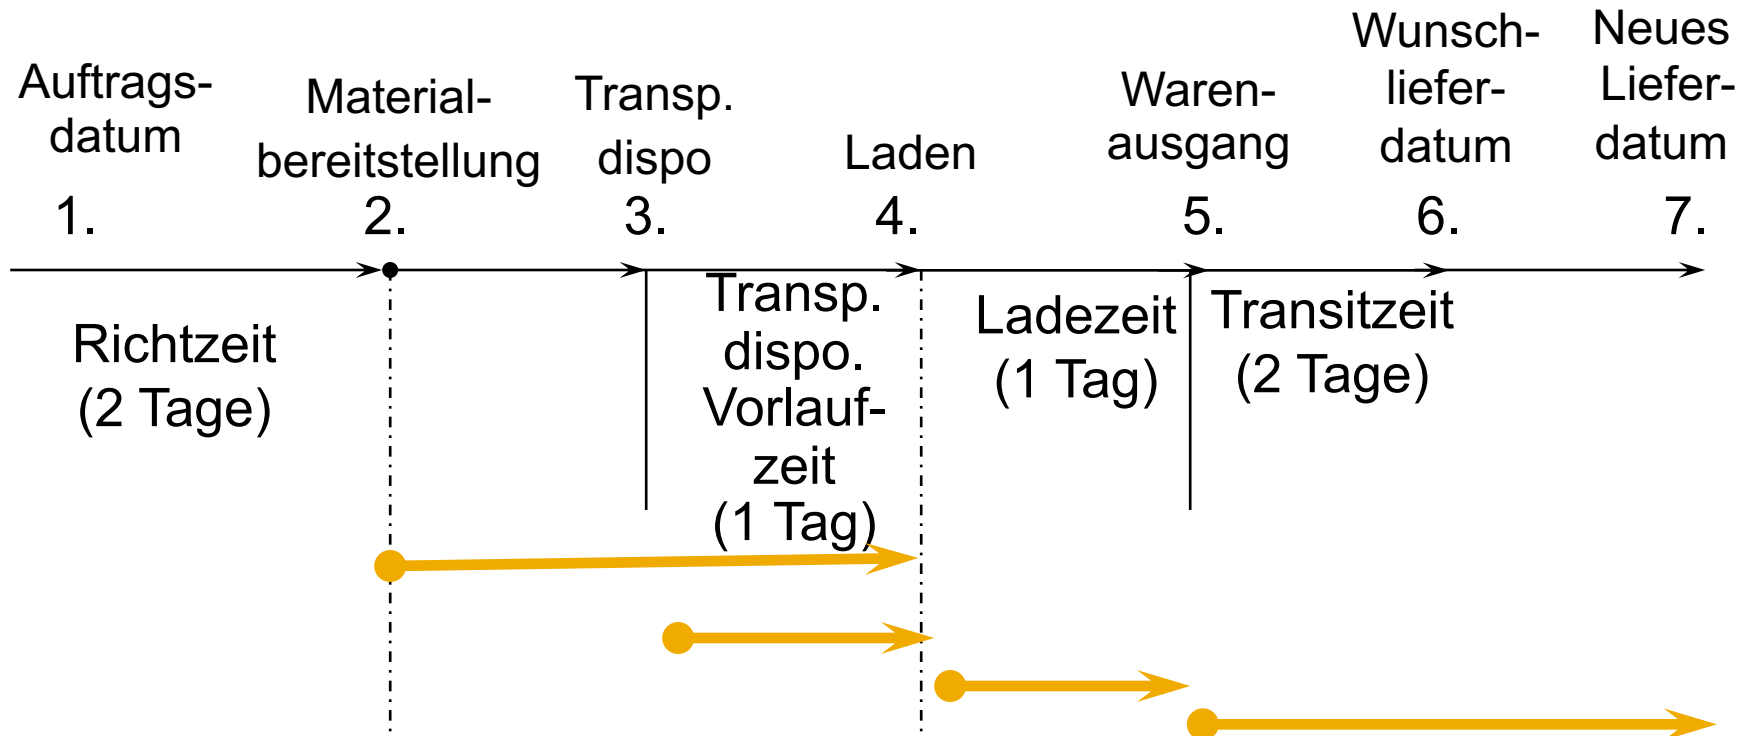 Auftrags-
datum
Material-
bereitstellung
Transp.
dispo
Laden
Waren-
ausgang
Wunsch-
liefer-
datum
Neues
Liefer-
datum
1.
2.
3.
4.
5.
6.
7.
Richtzeit
(2 Tage)
Transp.
dispo.
Vorlauf-
zeit
(1 Tag)
Ladezeit
(1 Tag)
Transitzeit
(2 Tage)